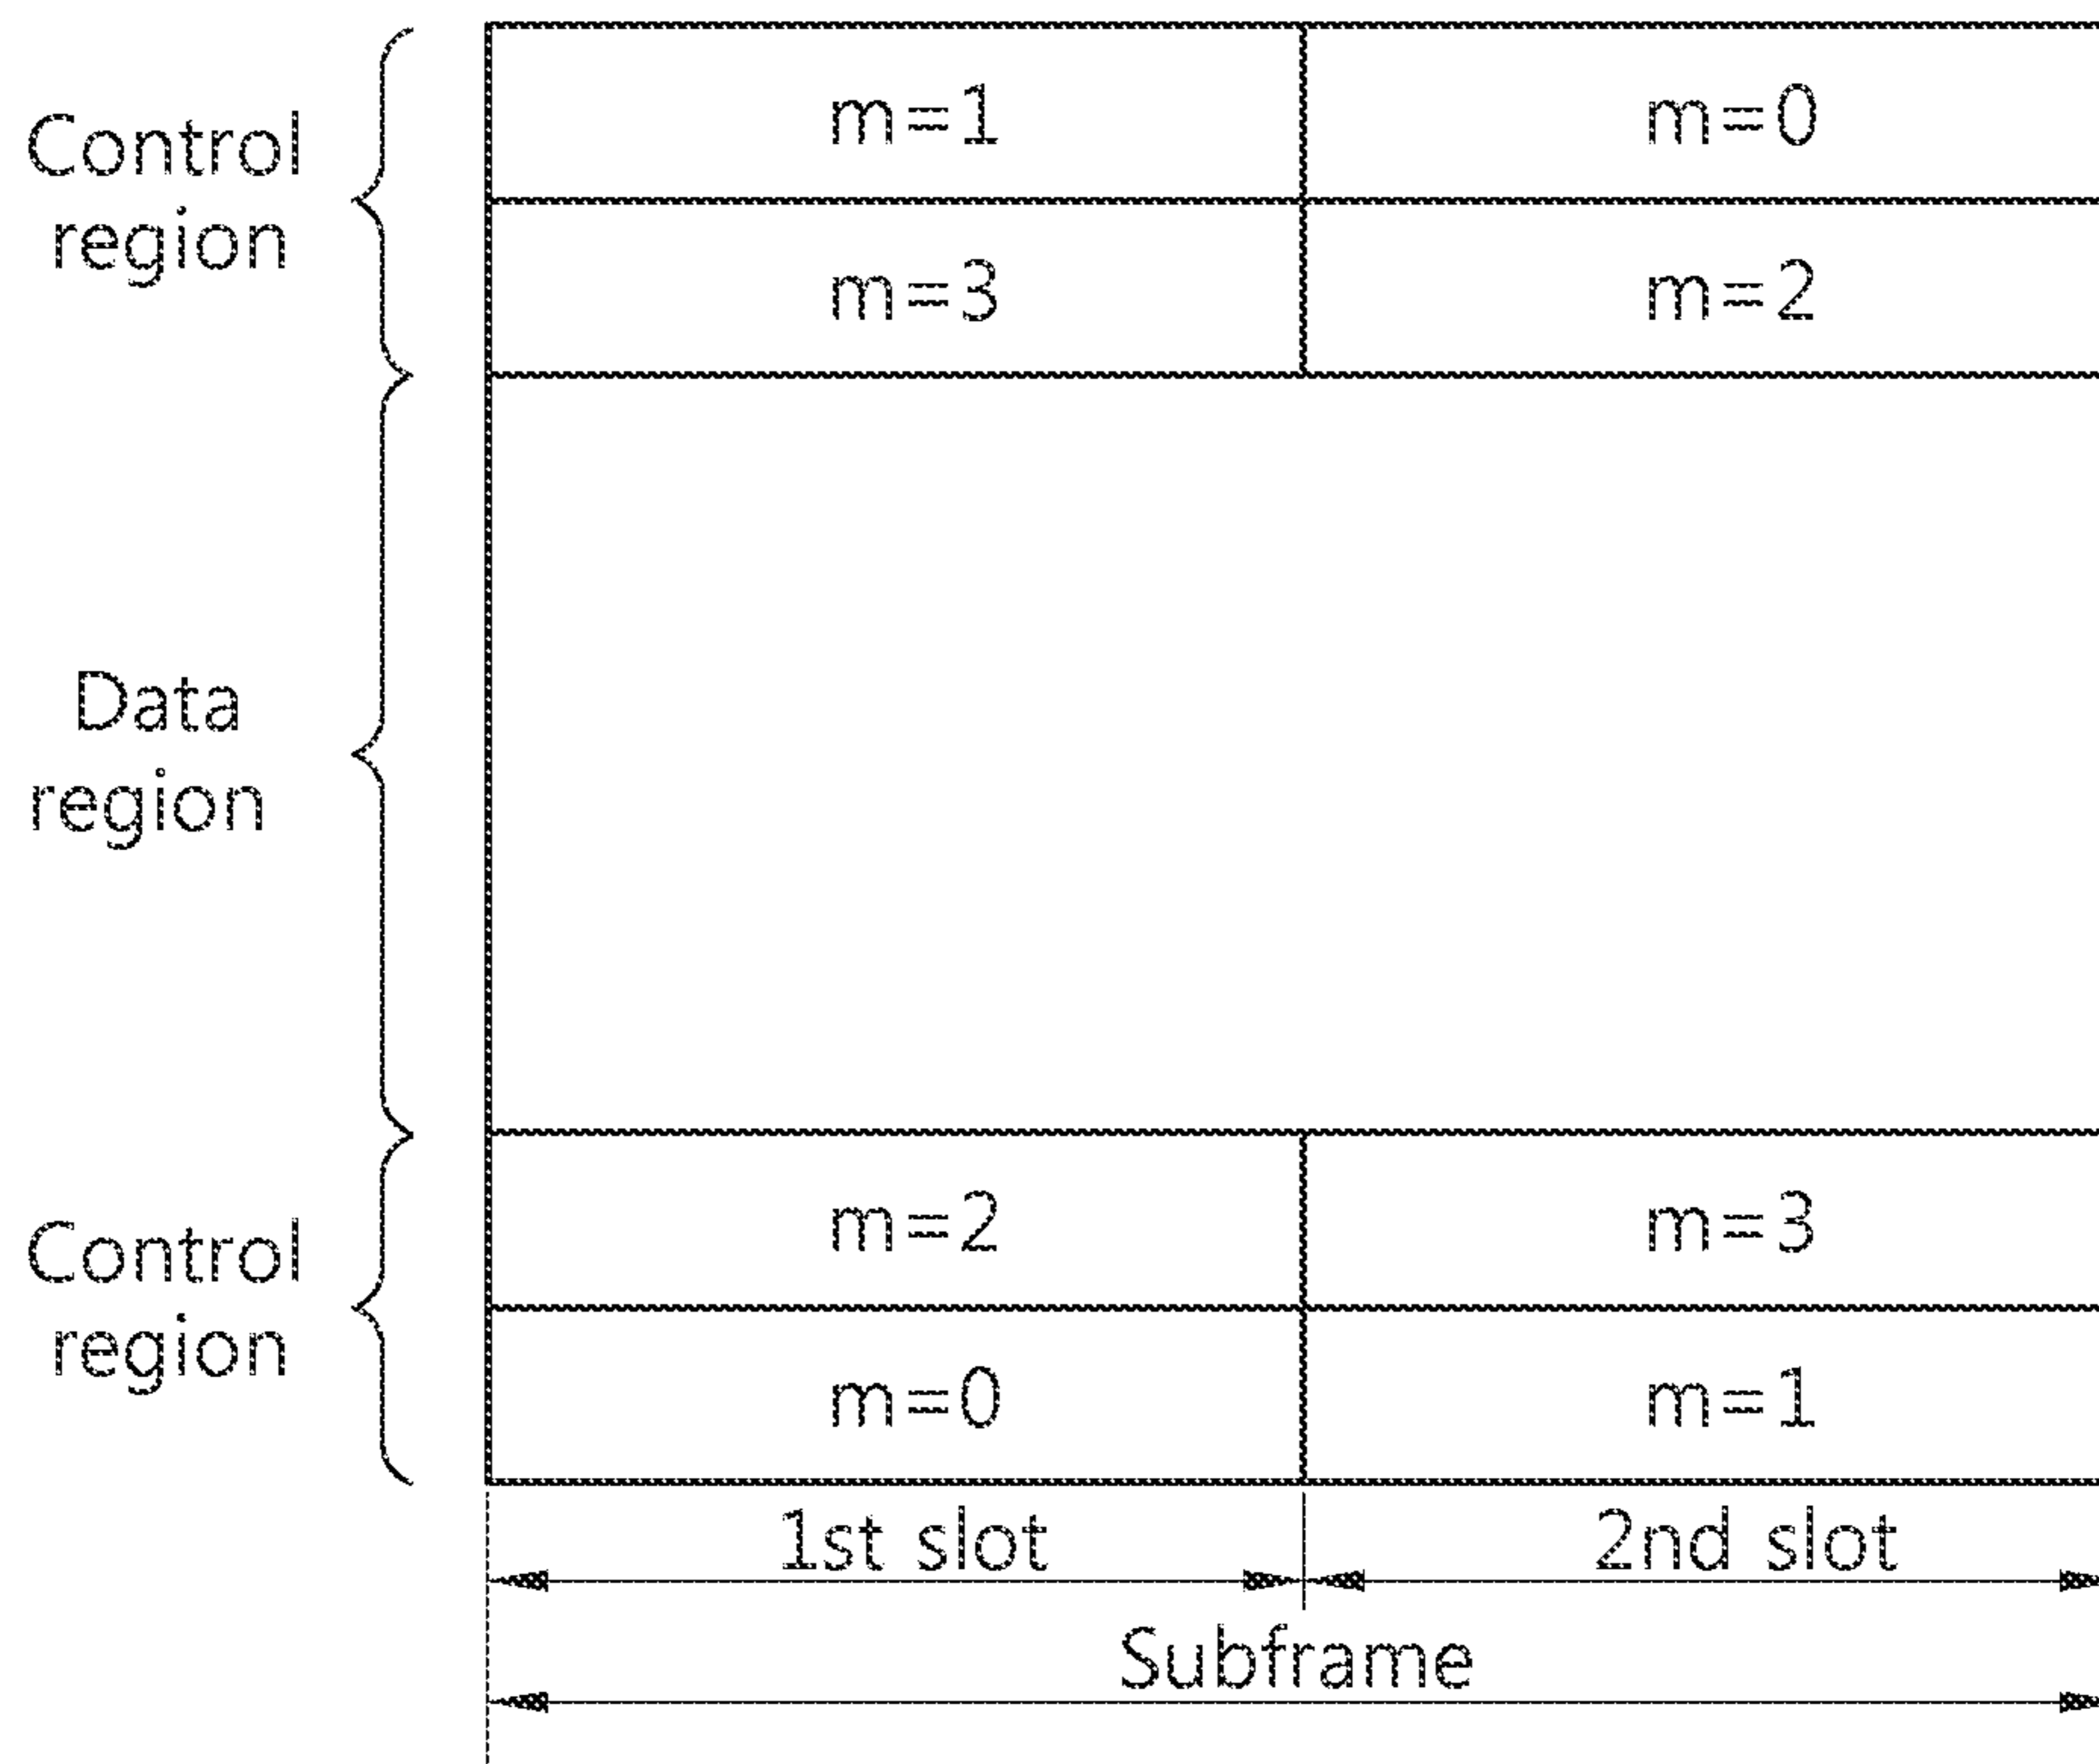 Control
region
m=1
m=0
m=3
m=2
Data
region
Control
region
m=2
m=3
m=0
m=1
1st slot
2nd slot
Subframe